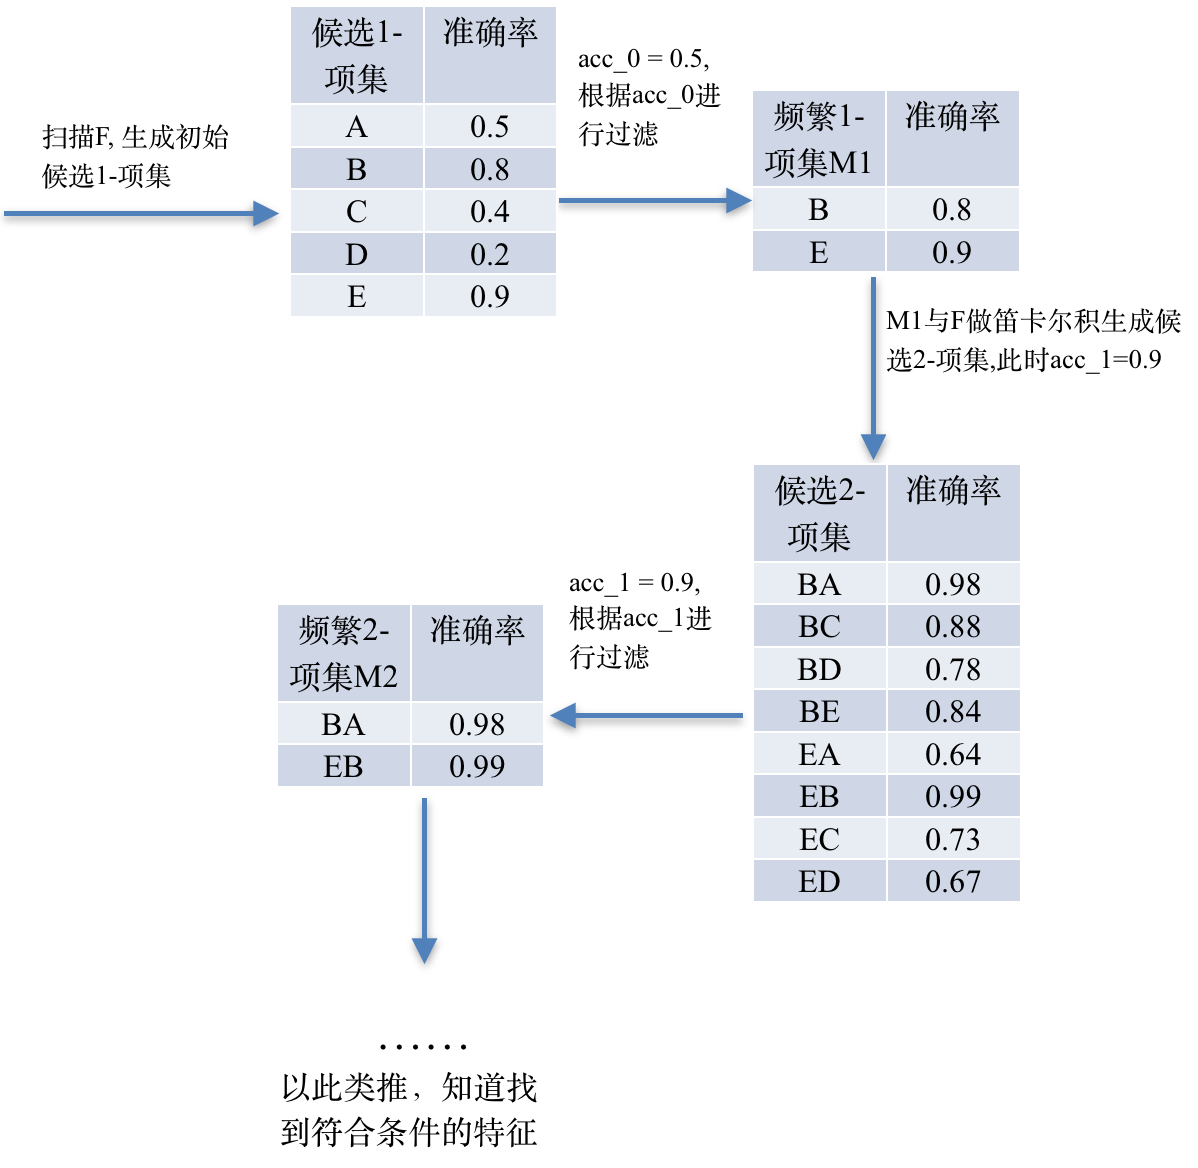 扫描F, 生成初始
候选1-项集
候选1-
项集
准确率
A 0.5
B 0.8
C 0.4
D 0.2
E 0.9
acc_0 = 0.5,
根据acc_0进
行过滤
频繁1-
项集M1
准确率
B 0.8
E 0.9
M1与F做笛卡尔积生成候
选2-项集,此时acc_1=0.9
候选2-
项集
准确率
BA 0.98
BC 0.88
BD 0.78
BE 0.84
EA 0.64
EB 0.99
EC 0.73
ED 0.67
acc_1 = 0.9,
根据acc_1进
行过滤
频繁2-
项集M2
准确率
BA 0.98
EB 0.99
……
以此类推，知道找
到符合条件的特征